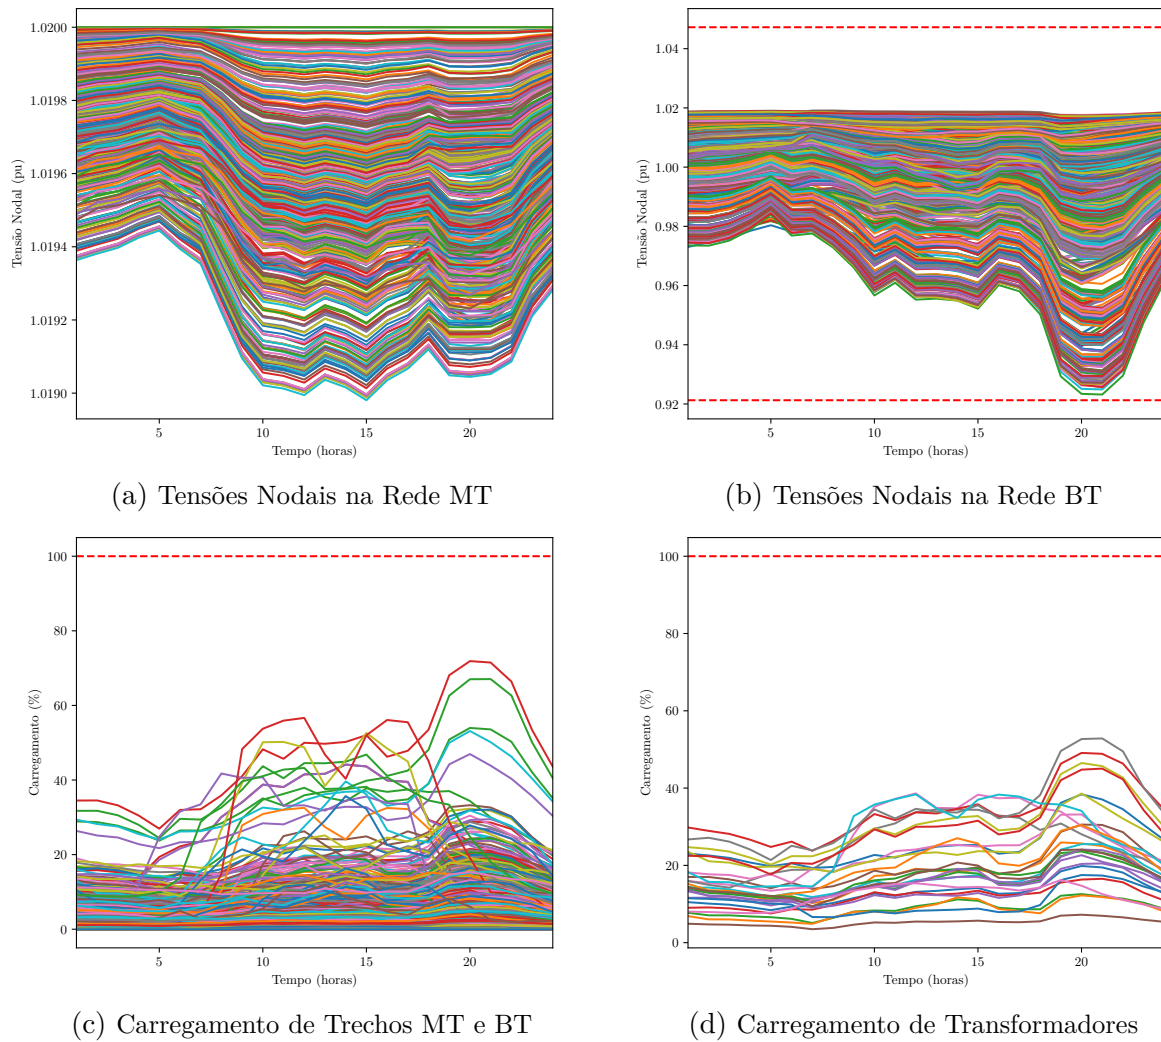 1.0200
1.0198
1.0196
1.0194
1.0192
1.0190
Tensão Nodal (pu)
5 10 15 20
Tempo (horas)
(a) Tensões Nodais na Rede MT
1.04
1.02
1.00
0.98
0.96
0.94
0.92
Tensão Nodal (pu)
5 10 15 20
Tempo (horas)
(b) Tensões Nodais na Rede BT
100
80
60
40
20
0
Carregamento (%)
5 10 15 20
Tempo (horas)
(c) Carregamento de Trechos MT e BT
100
80
60
40
20
0
Carregamento (%)
5 10 15 20
Tempo (horas)
(d) Carregamento de Transformadores